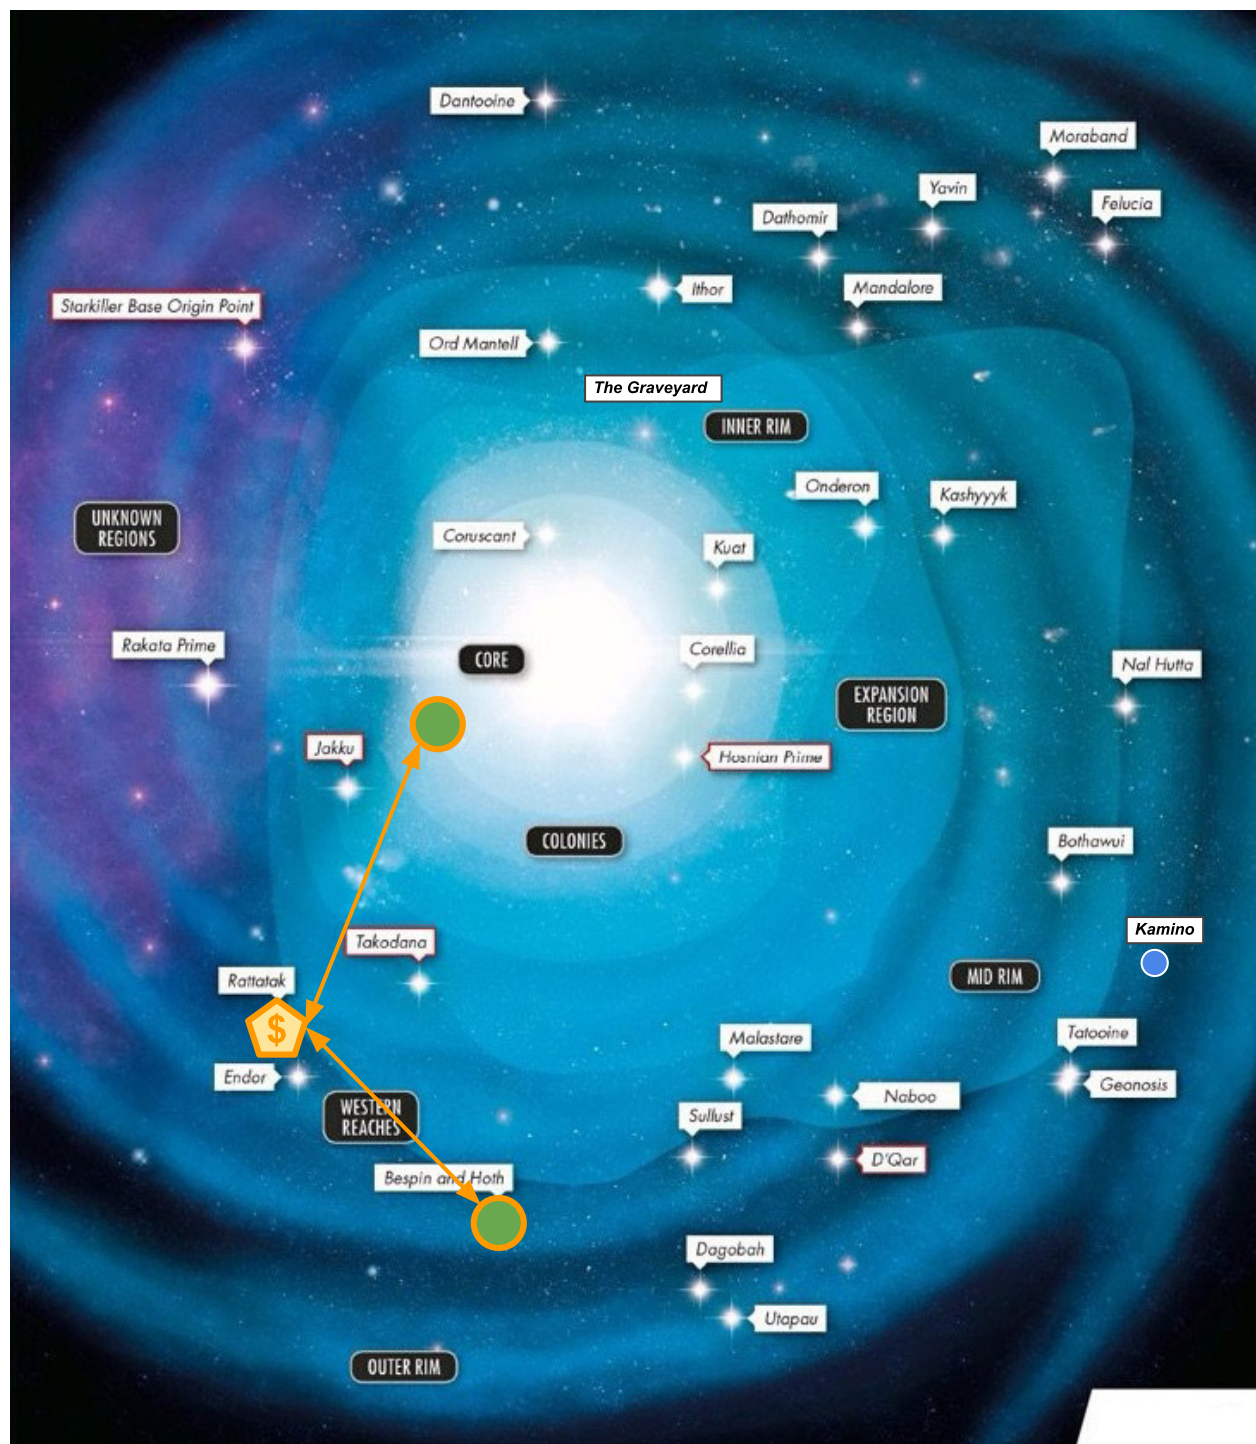 Dantooine
Moraband
Yavin
Felucia
Dathomir
Ithor
Mandalore
Starkiller Base Origin Point
Ord Mantell
The Graveyard
INNER RIM
Onderon
Kashyyyk
UNKNOWN
REGIONS
Coruscant
Kuat
Rakata Prime
CORE
Corellia
Nal Hutta
EXPANSION
REGION
Jakku
Hosnian Prime
COLONIES
Bothawui
Kamino
Takodana
Rattatak
MID RIM
$
Malastare
Tatooine
Endor
Geonosis
Naboo
WESTERN
REACHES
Sullust
D'Qar
Bespin and Hoth
Dagobah
Utapau
OUTER RIM